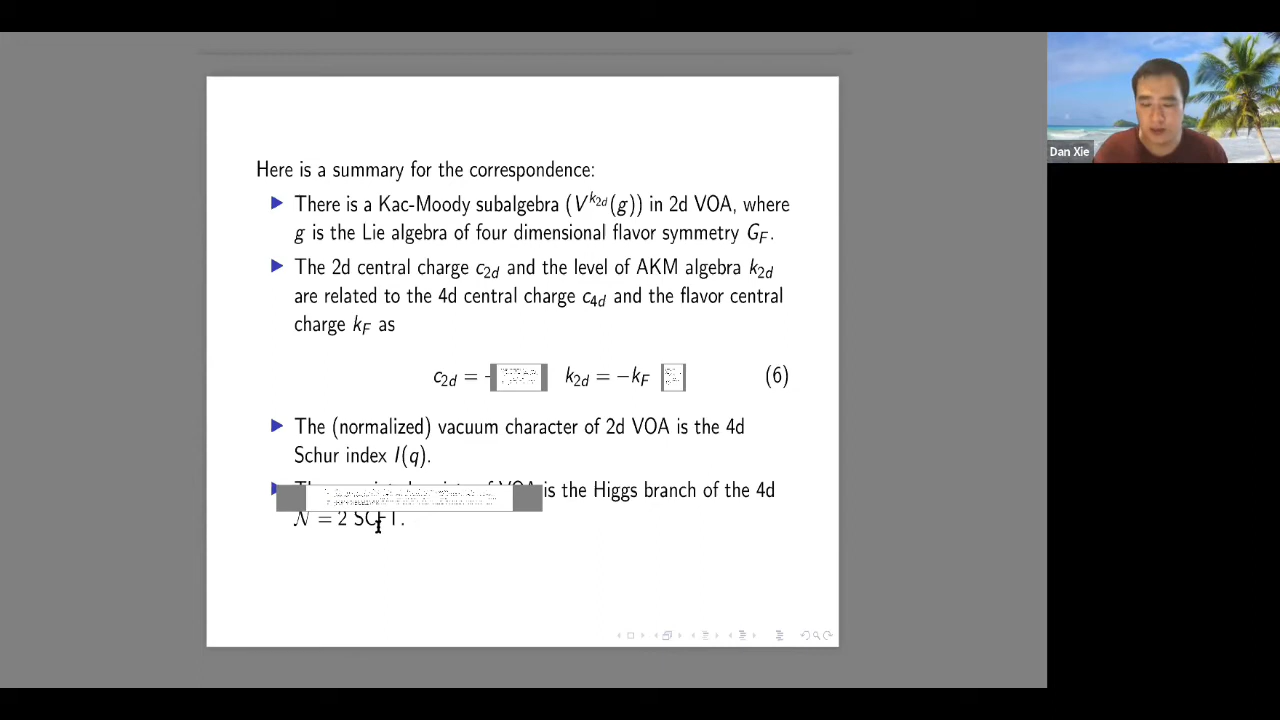 Here is a summary for the correspondence:
▶ There is a Kac-Moody subalgebra (V^{k_{2d}}(g)) in 2d VOA, where
g is the Lie algebra of four dimensional flavor symmetry G_F.
▶ The 2d central charge c_{2d} and the level of AKM algebra k_{2d}
are related to the 4d central charge c_{4d} and the flavor central
charge k_F as
c_{2d} = − k_{2d} = −k_F (6)
▶ The (normalized) vacuum character of 2d VOA is the 4d
Schur index I(q).
is the Higgs branch of the 4d
𝒩 = 2 SCFT.
Dan Xie